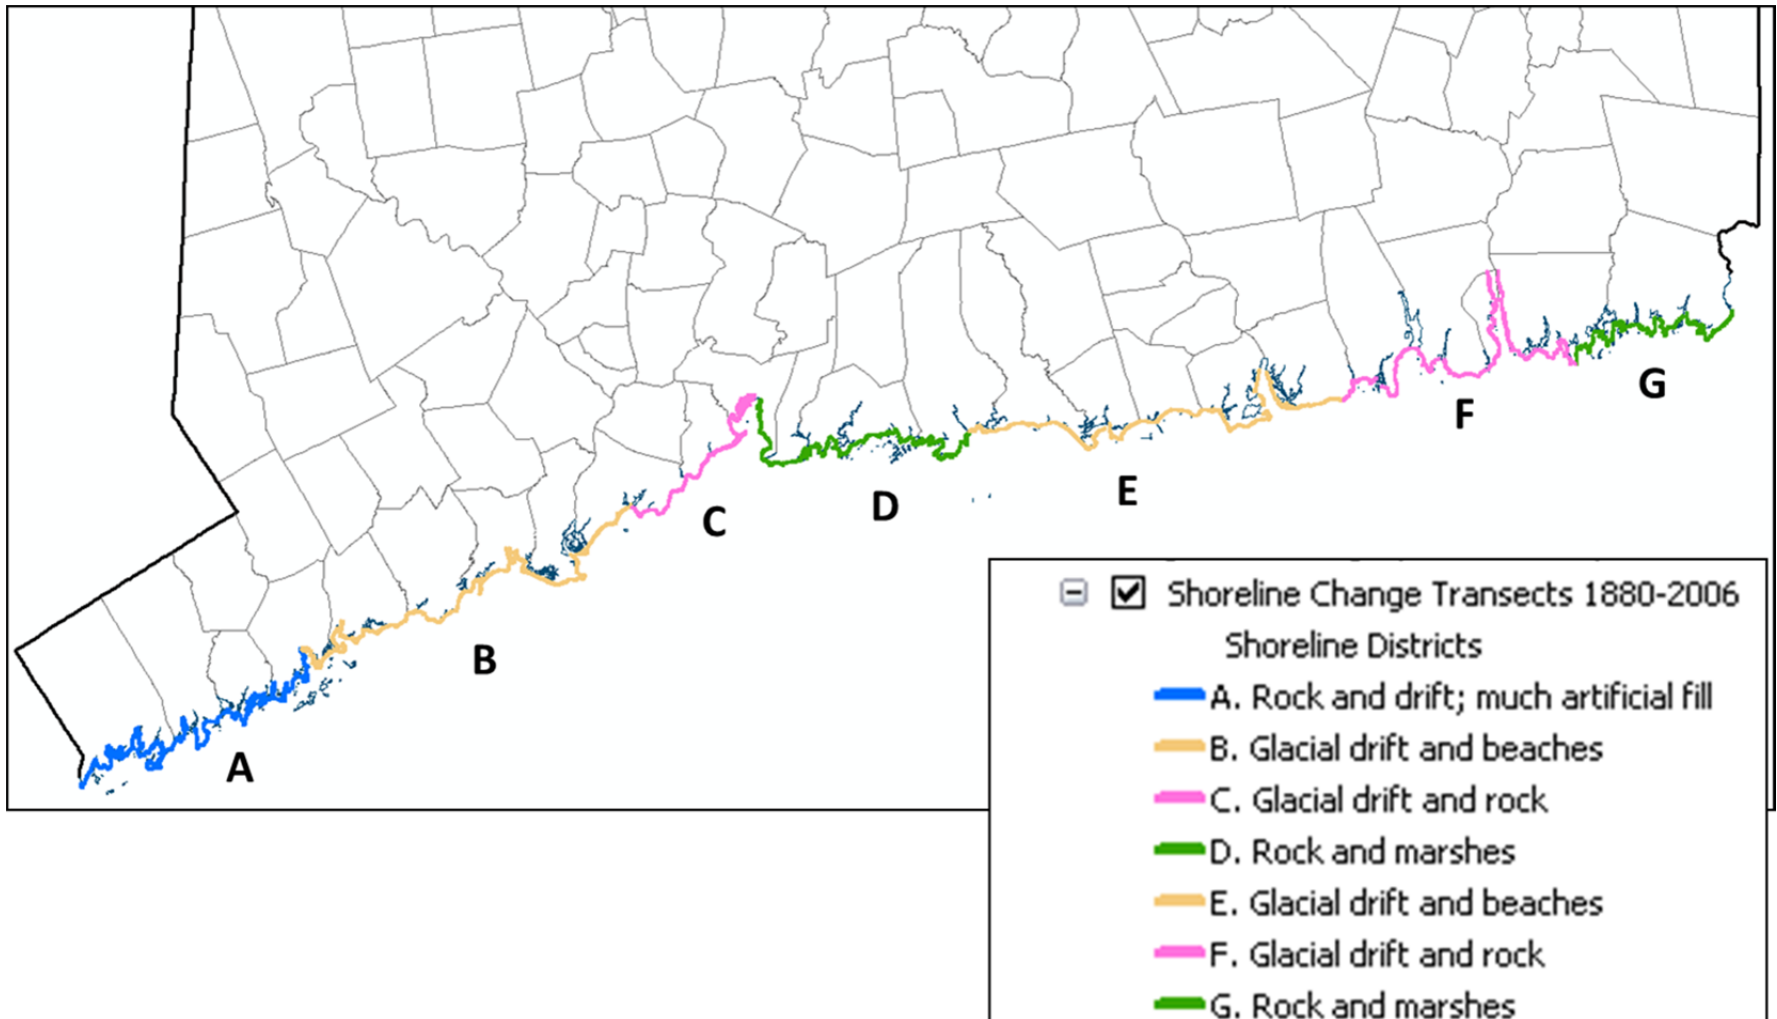 G
F
E
D
C
B
A
Shoreline Change Transects 1880-2006
Shoreline Districts
A. Rock and drift; much artificial fill
B. Glacial drift and beaches
C. Glacial drift and rock
D. Rock and marshes
E. Glacial drift and beaches
F. Glacial drift and rock
G. Rock and marshes